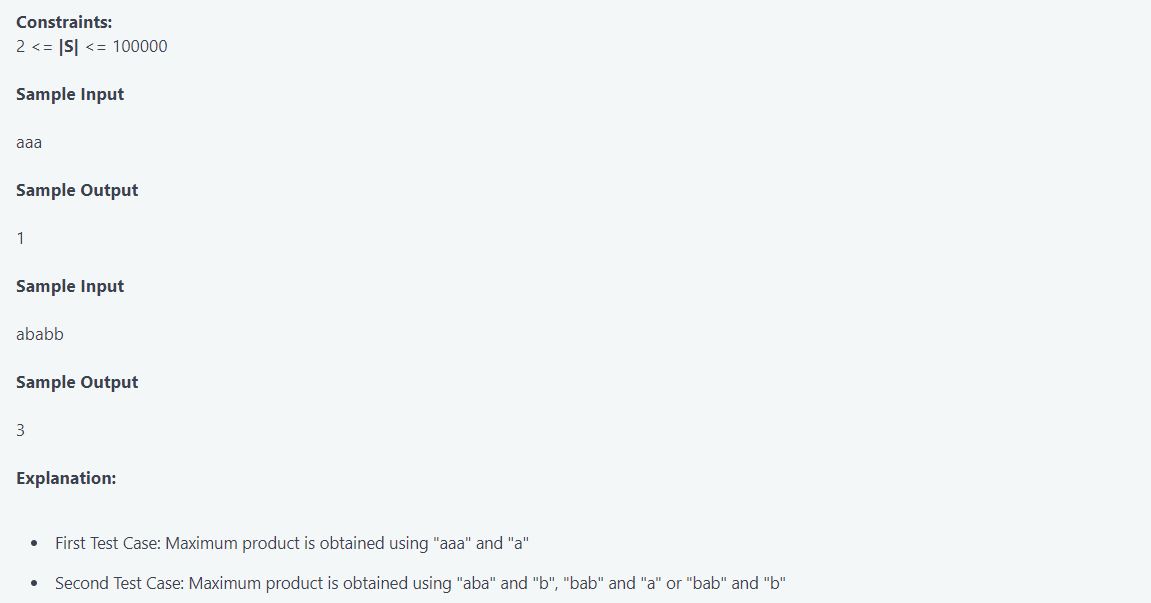 Constraints:
2 <= |S| <= 100000
Sample Input
aaa
Sample Output
1
Sample Input
ababb
Sample Output
3
Explanation:
• First Test Case: Maximum product is obtained using "aaa" and "a"
• Second Test Case: Maximum product is obtained using "aba" and "b", "bab" and "a" or "bab" and "b"